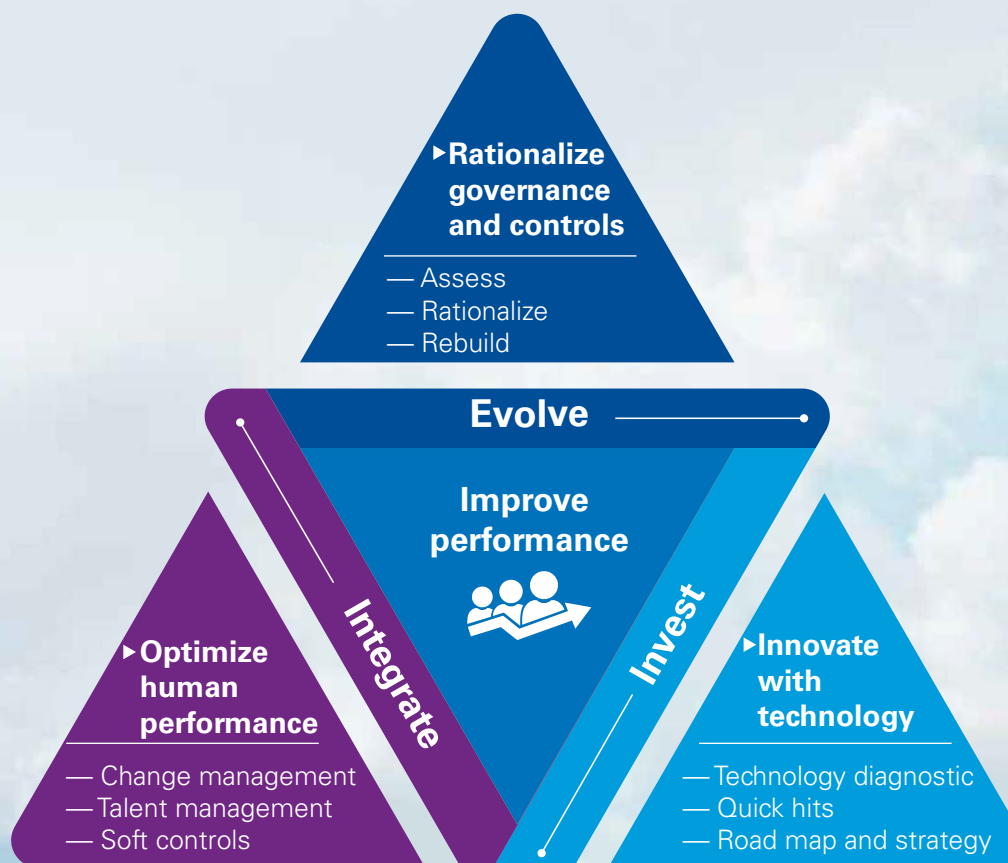 ▸Rationalize
governance
and controls
— Assess
— Rationalize
— Rebuild
Evolve
Improve
performance
Integrate
Invest
▸Optimize
human
performance
— Change management
— Talent management
— Soft controls
▸Innovate
with
technology
— Technology diagnostic
— Quick hits
— Road map and strategy